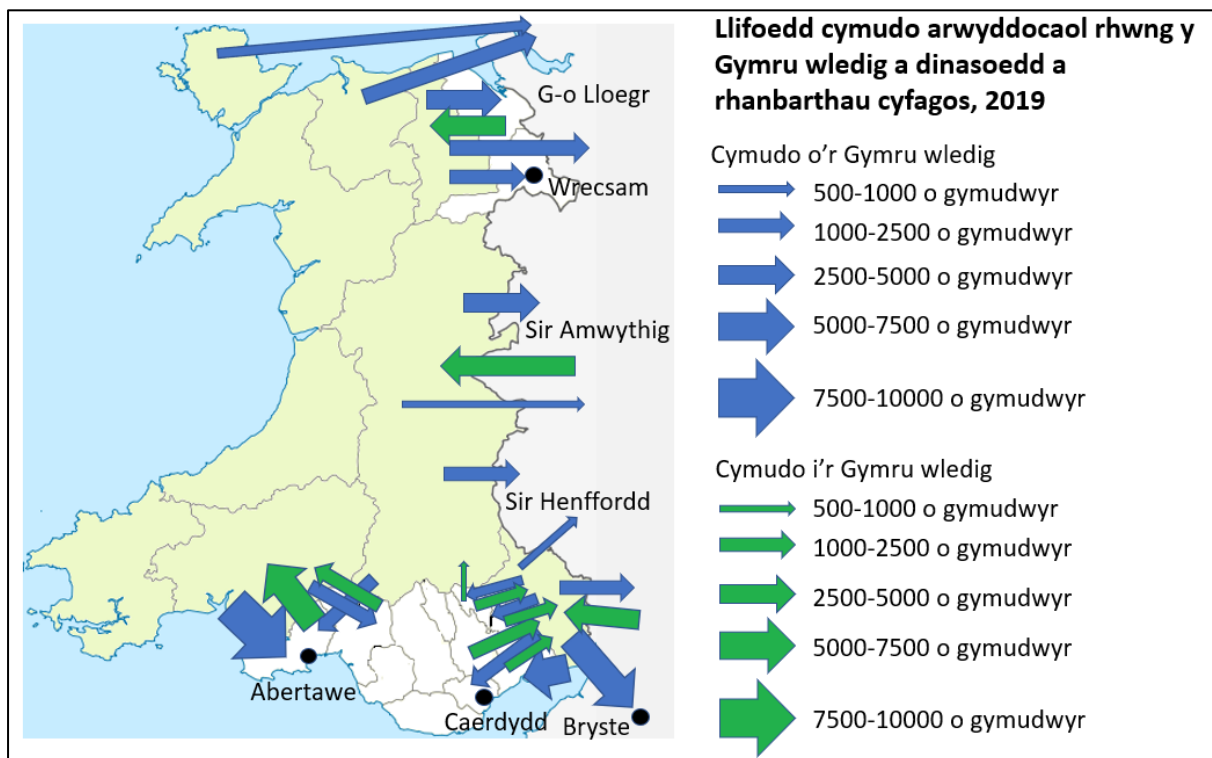 Llifoedd cymudo arwyddocaol rhwng y
Gymru wledig a dinasoedd a
rhanbarthau cyfagos, 2019
G-o Lloegr
Wrecsam
Sir Amwythig
Sir Henffordd
Abertawe
Caerdydd
Bryste
Cymudo o'r Gymru wledig
500-1000 o gymudwyr
1000-2500 o gymudwyr
2500-5000 o gymudwyr
5000-7500 o gymudwyr
7500-10000 o gymudwyr
Cymudo i'r Gymru wledig
500-1000 o gymudwyr
1000-2500 o gymudwyr
2500-5000 o gymudwyr
5000-7500 o gymudwyr
7500-10000 o gymudwyr